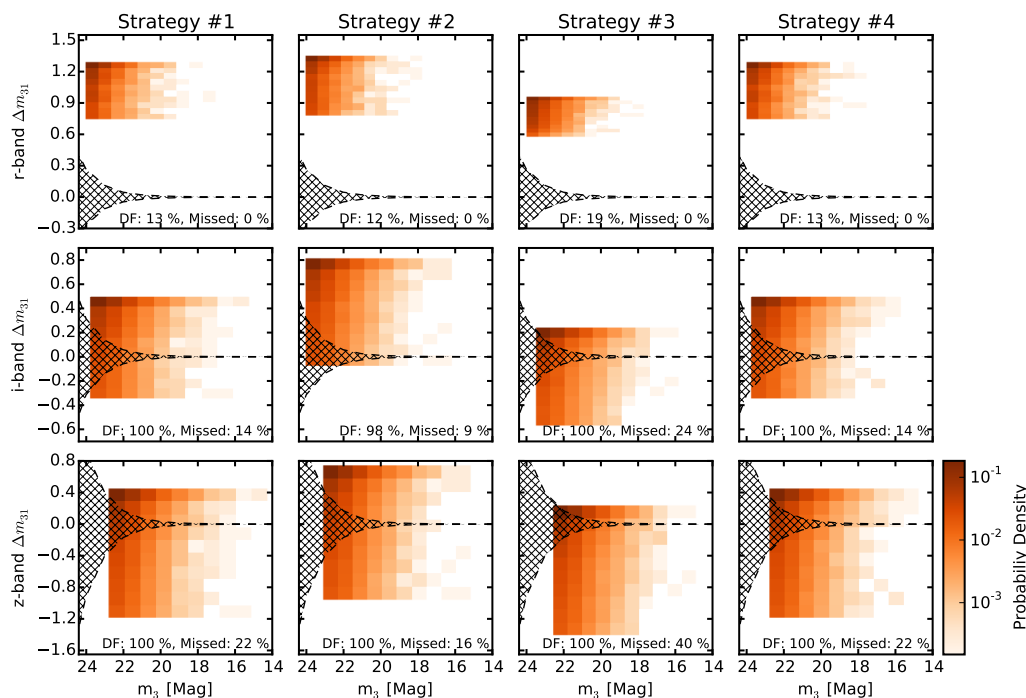 Strategy #1 Strategy #2 Strategy #3 Strategy #4
r-band Δm31
1.5
1.2
0.9
0.6
0.3
0.0
−0.3
DF: 13 %, Missed: 0 % DF: 12 %, Missed: 0 % DF: 19 %, Missed: 0 % DF: 13 %, Missed: 0 %
i-band Δm31
0.8
0.6
0.4
0.2
0.0
−0.2
−0.4
−0.6
DF: 100 %, Missed: 14 % DF: 98 %, Missed: 9 % DF: 100 %, Missed: 24 % DF: 100 %, Missed: 14 %
z-band Δm31
0.8
0.4
0.0
−0.4
−0.8
−1.2
−1.6
DF: 100 %, Missed: 22 % DF: 100 %, Missed: 16 % DF: 100 %, Missed: 40 % DF: 100 %, Missed: 22 %
24 22 20 18 16 14 24 22 20 18 16 14 24 22 20 18 16 14 24 22 20 18 16 14
m3 [Mag] m3 [Mag] m3 [Mag] m3 [Mag]
10−1
10−2
10−3
Probability Density